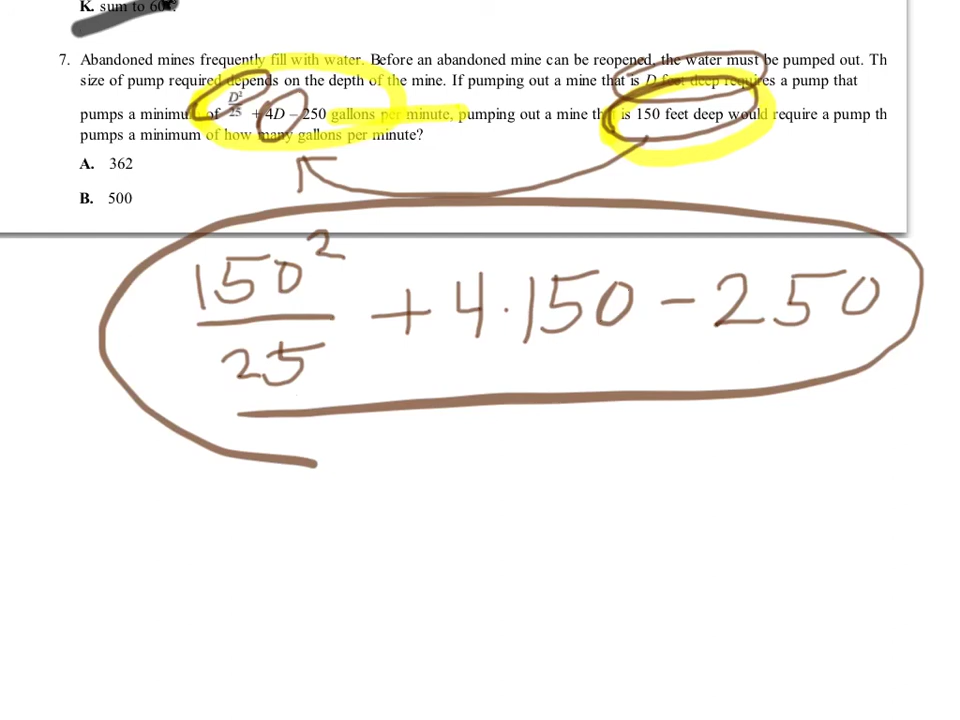 K. sum to 60°.
7. Abandoned mines frequently fill with water. Before an abandoned mine can be reopened, the water must be pumped out. Th
size of pump required depends on the depth of the mine. If pumping out a mine that is D feet deep requires a pump that
pumps a minimum of D²/25 + 4D – 250 gallons per minute, pumping out a mine that is 150 feet deep would require a pump th
pumps a minimum of how many gallons per minute?
A. 362
B. 500
150²/25 + 4·150 - 250